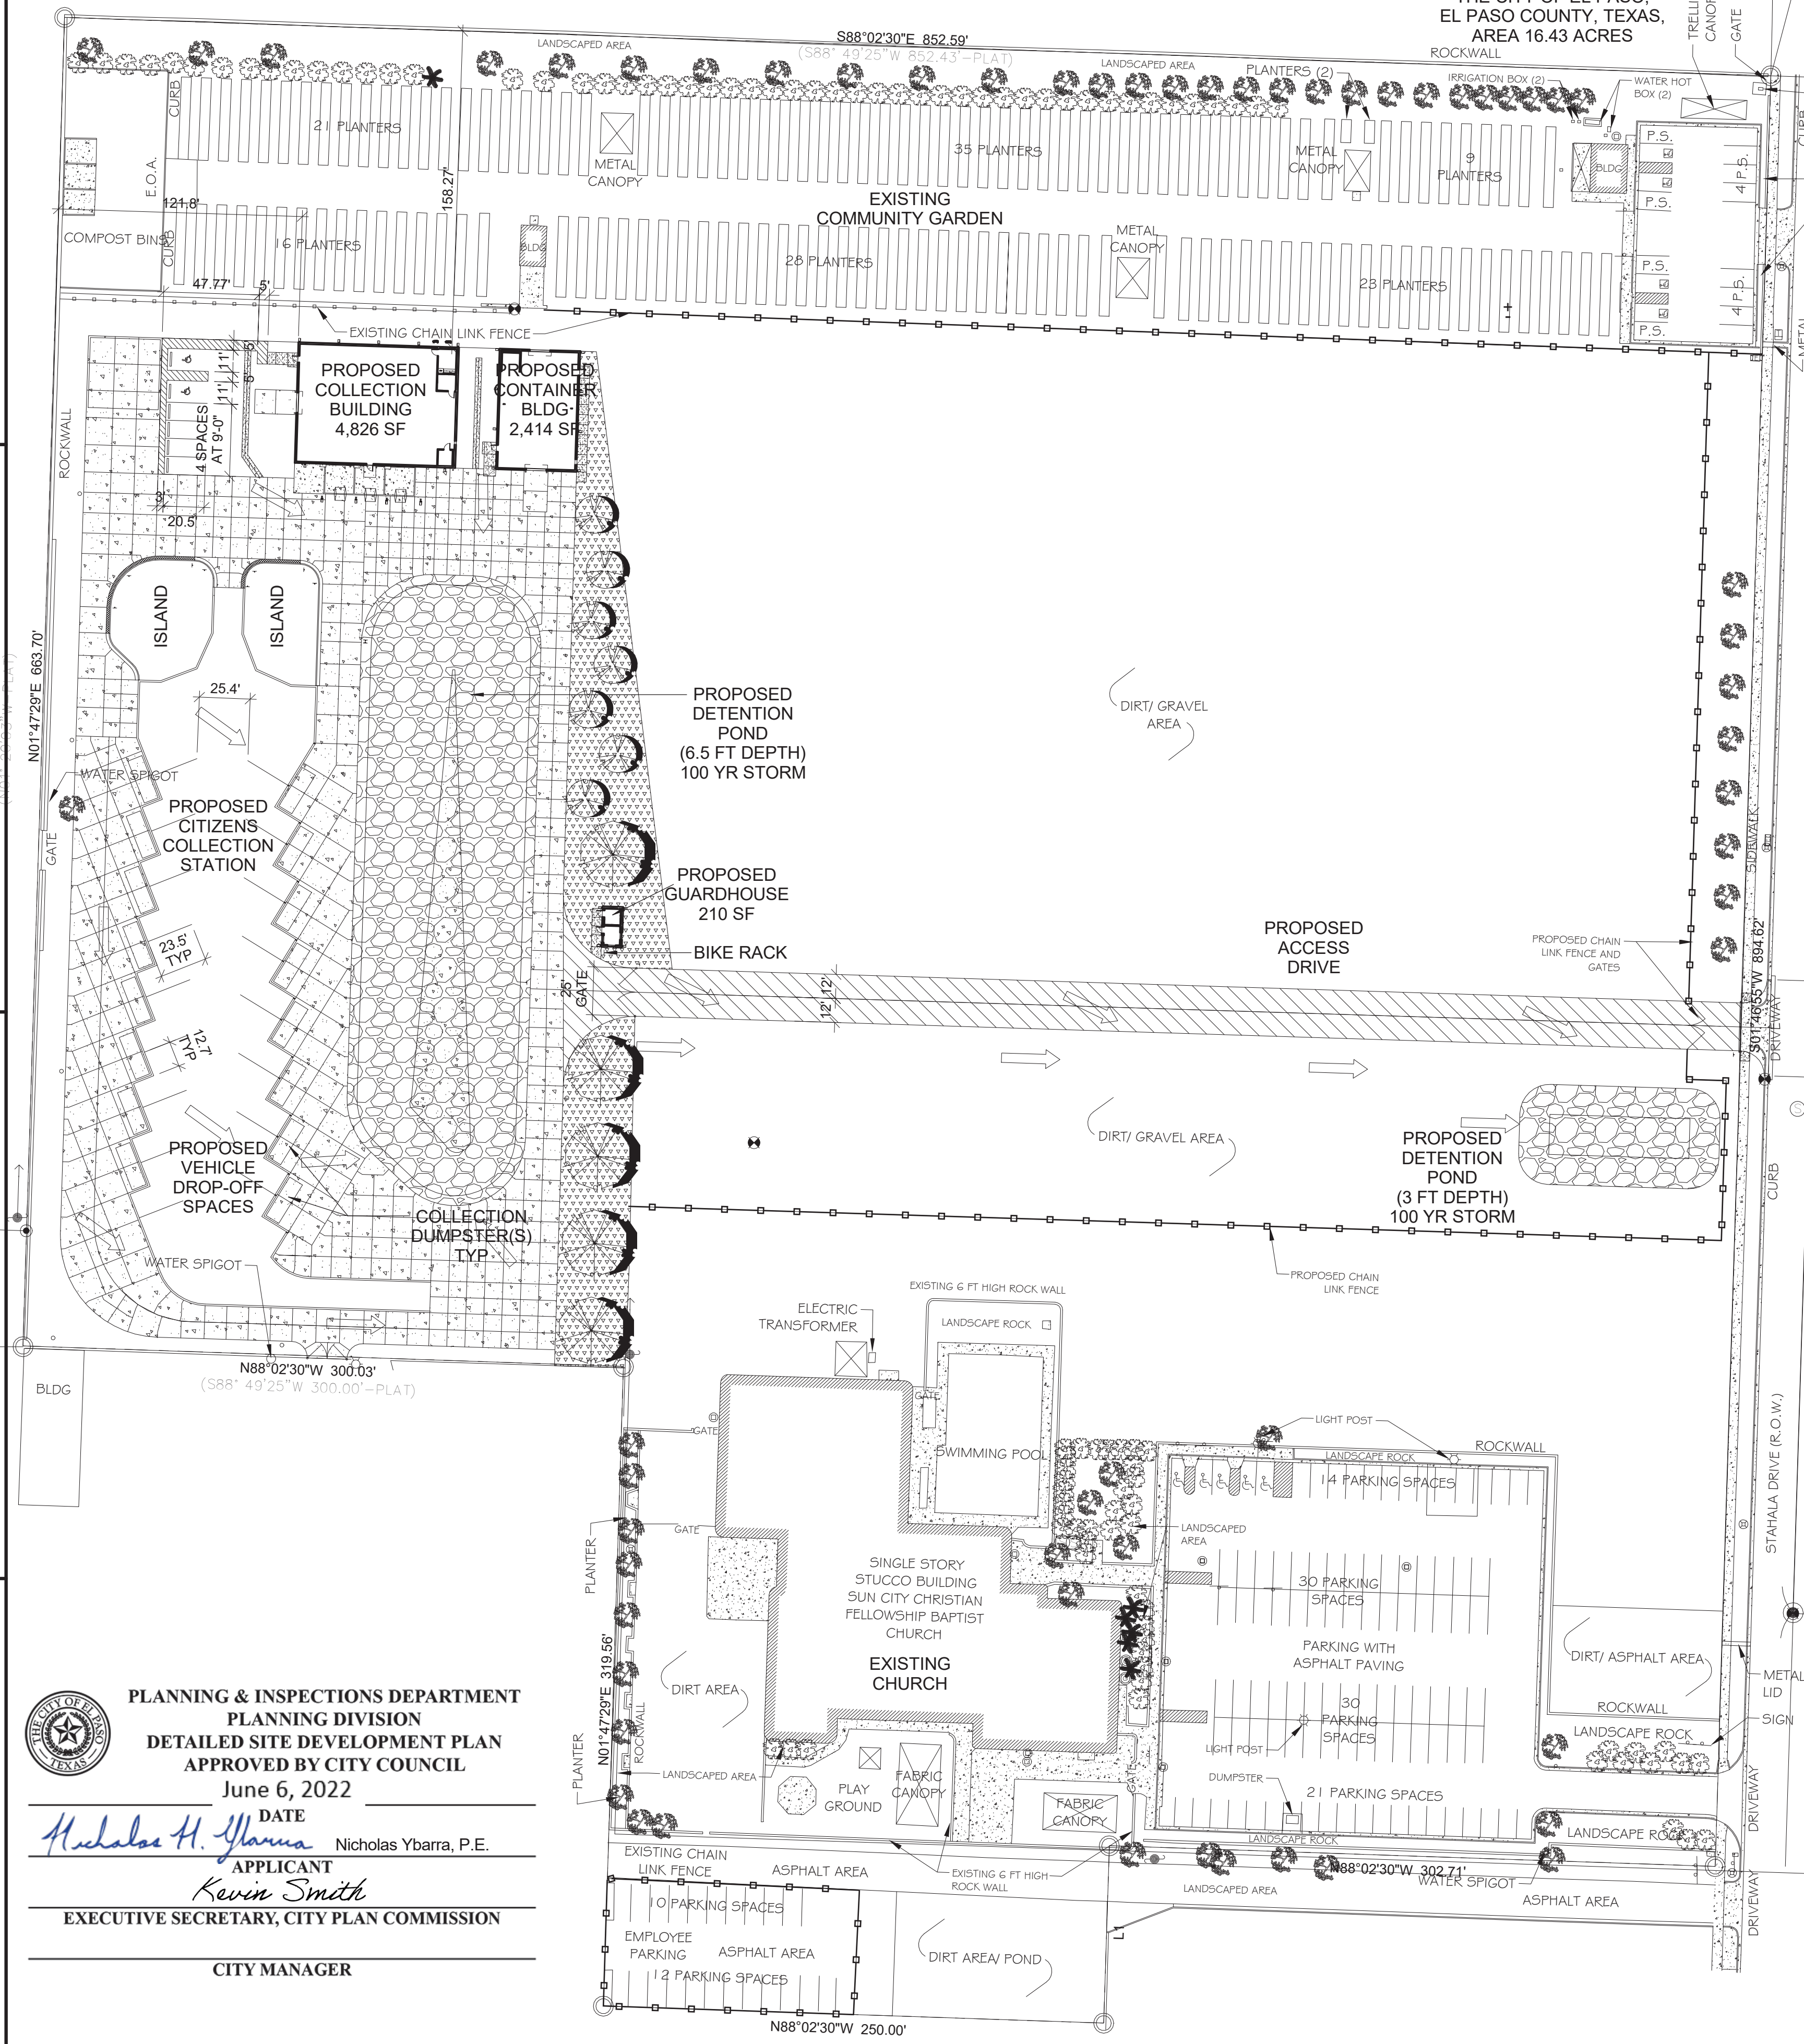 THE CITY OF EL PASO,
EL PASO COUNTY, TEXAS,
AREA 16.43 ACRES
ROCKWALL
TRELLI
CANOP
GATE
S88°02'30"E 852.59'
(S88° 49'25"W 852.43'-PLAT)
LANDSCAPED AREA
LANDSCAPED AREA
PLANTERS (2)
IRRIGATION BOX (2)
WATER HOT
BOX (2)
CURB
CURB
21 PLANTERS
METAL
CANOPY
35 PLANTERS
METAL
CANOPY
9
PLANTERS
BLDG
P.S.
P.S.
4 P.S.
E.O.A.
158.27'
EXISTING
COMMUNITY GARDEN
121.8'
COMPOST BINS
CURB
16 PLANTERS
BLDG
28 PLANTERS
METAL
CANOPY
23 PLANTERS
P.S.
P.S.
4 P.S.
METAL
47.77'
5'
EXISTING CHAIN LINK FENCE
ROCKWALL
11'
11'
5'
5'
4 SPACES
AT 9'-0"
3'
20.5'
PROPOSED
COLLECTION
BUILDING
4,826 SF
PROPOSED
CONTAINER
BLDG
2,414 SF
ISLAND
ISLAND
N01°47'29"E 663.70'
25.4'
WATER SPIGOT
GATE
PROPOSED
CITIZENS
COLLECTION
STATION
PROPOSED
DETENTION
POND
(6.5 FT DEPTH)
100 YR STORM
DIRT/ GRAVEL
AREA
PROPOSED
GUARDHOUSE
210 SF
BIKE RACK
23.5'
TYP
12.7'
TYP
25'
GATE
12' 12'
PROPOSED
ACCESS
DRIVE
PROPOSED CHAIN
LINK FENCE AND
GATES
SIDEWALK
S01°46'55"W 894.62'
DRIVEWAY
CURB
PROPOSED
VEHICLE
DROP-OFF
SPACES
COLLECTION
DUMPSTER(S)
TYP
WATER SPIGOT
DIRT/ GRAVEL AREA
PROPOSED
DETENTION
POND
(3 FT DEPTH)
100 YR STORM
PROPOSED CHAIN
LINK FENCE
N88°02'30"W 300.03'
(S88° 49'25"W 300.00'-PLAT)
BLDG
EXISTING 6 FT HIGH ROCK WALL
ELECTRIC
TRANSFORMER
LANDSCAPE ROCK
GATE
GATE
GATE
SWIMMING POOL
LIGHT POST
ROCKWALL
LANDSCAPE ROCK
14 PARKING SPACES
LANDSCAPED
AREA
STAHALA DRIVE (R.O.W.)
PLANTER
SINGLE STORY
STUCCO BUILDING
SUN CITY CHRISTIAN
FELLOWSHIP BAPTIST
CHURCH
EXISTING
CHURCH
30 PARKING
SPACES
PARKING WITH
ASPHALT PAVING
30
PARKING
SPACES
LIGHT POST
DUMPSTER
21 PARKING SPACES
LANDSCAPE ROCK
DIRT/ ASPHALT AREA
METAL
LID
ROCKWALL
SIGN
LANDSCAPE ROCK
LANDSCAPE ROCK
DRIVEWAY
DRIVEWAY
N01°47'29"E 319.56'
ROCKWALL
DIRT AREA
PLANTER
LANDSCAPED AREA
PLAY
GROUND
FABRIC
CANOPY
FABRIC
CANOPY
GATE
EXISTING CHAIN
LINK FENCE
ASPHALT AREA
EXISTING 6 FT HIGH
ROCK WALL
N88°02'30"W 302.71'
WATER SPIGOT
LANDSCAPED AREA
ASPHALT AREA
10 PARKING SPACES
EMPLOYEE
PARKING
ASPHALT AREA
12 PARKING SPACES
DIRT AREA/ POND
N88°02'30"W 250.00'
THE CITY OF EL PASO
TEXAS
PLANNING & INSPECTIONS DEPARTMENT
PLANNING DIVISION
DETAILED SITE DEVELOPMENT PLAN
APPROVED BY CITY COUNCIL
June 6, 2022
DATE
Nicholas H. Ybarra Nicholas Ybarra, P.E.
APPLICANT
Kevin Smith
EXECUTIVE SECRETARY, CITY PLAN COMMISSION
CITY MANAGER